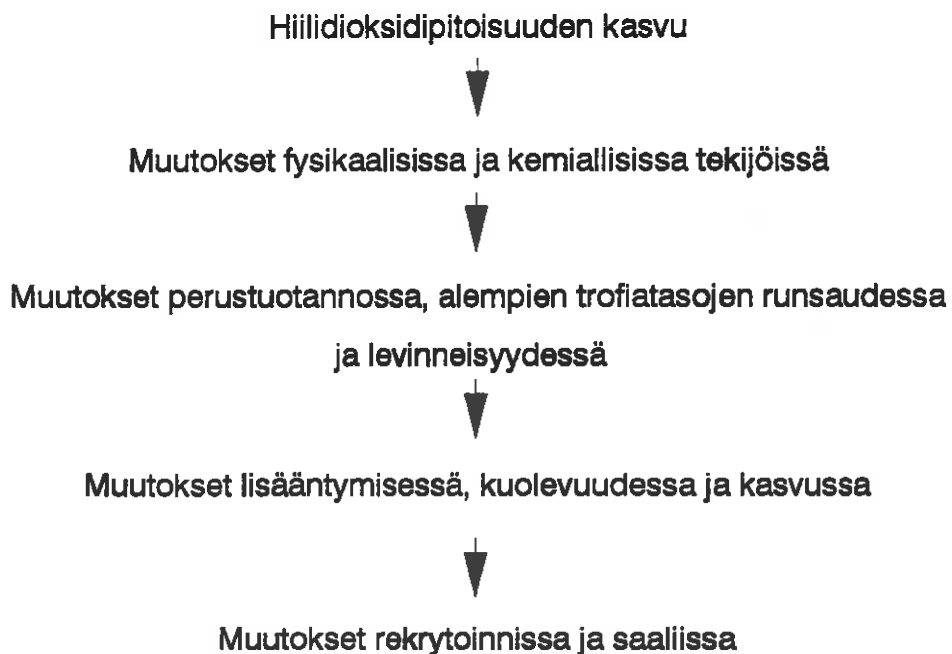 Hiilidioksidipitoisuuden kasvu
Muutokset fysikaalisissa ja kemiallisissa tekijöissä
Muutokset perustuotannossa, alempien trofiatasojen runsaudessa
ja levinneisyydessä
Muutokset lisääntymisessä, kuolevuudessa ja kasvussa
Muutokset rekrytoinnissa ja saaliissa